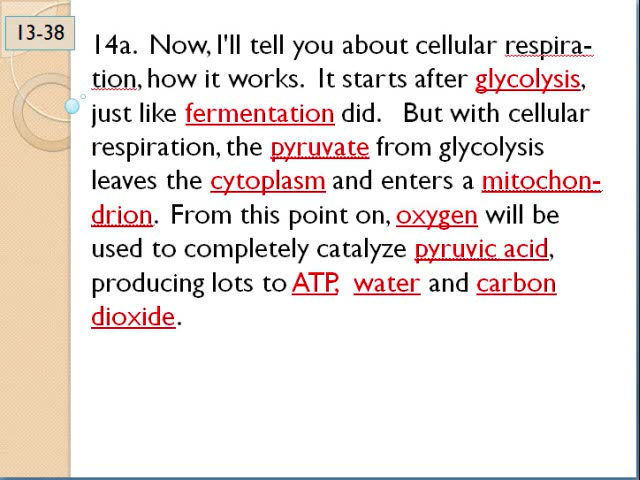 13-38
14a. Now, I'll tell you about cellular respira-
tion, how it works. It starts after glycolysis,
just like fermentation did. But with cellular
respiration, the pyruvate from glycolysis
leaves the cytoplasm and enters a mitochon-
drion. From this point on, oxygen will be
used to completely catalyze pyruvic acid,
producing lots to ATP, water and carbon
dioxide.